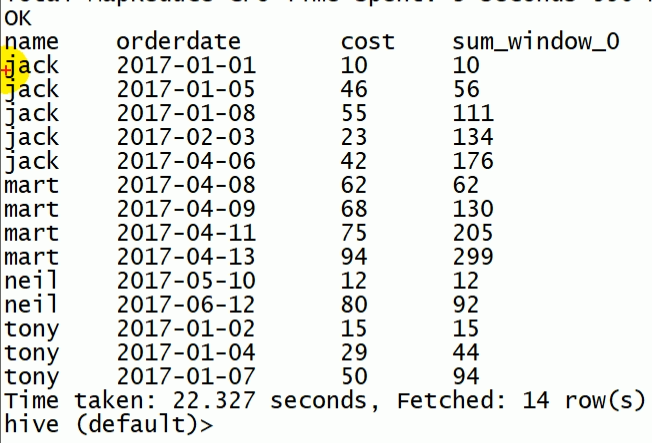 OK
name orderdate cost sum_window_0
jack 2017-01-01 10 10
jack 2017-01-05 46 56
jack 2017-01-08 55 111
jack 2017-02-03 23 134
jack 2017-04-06 42 176
mart 2017-04-08 62 62
mart 2017-04-09 68 130
mart 2017-04-11 75 205
mart 2017-04-13 94 299
neil 2017-05-10 12 12
neil 2017-06-12 80 92
tony 2017-01-02 15 15
tony 2017-01-04 29 44
tony 2017-01-07 50 94
Time taken: 22.327 seconds, Fetched: 14 row(s)
hive (default)>